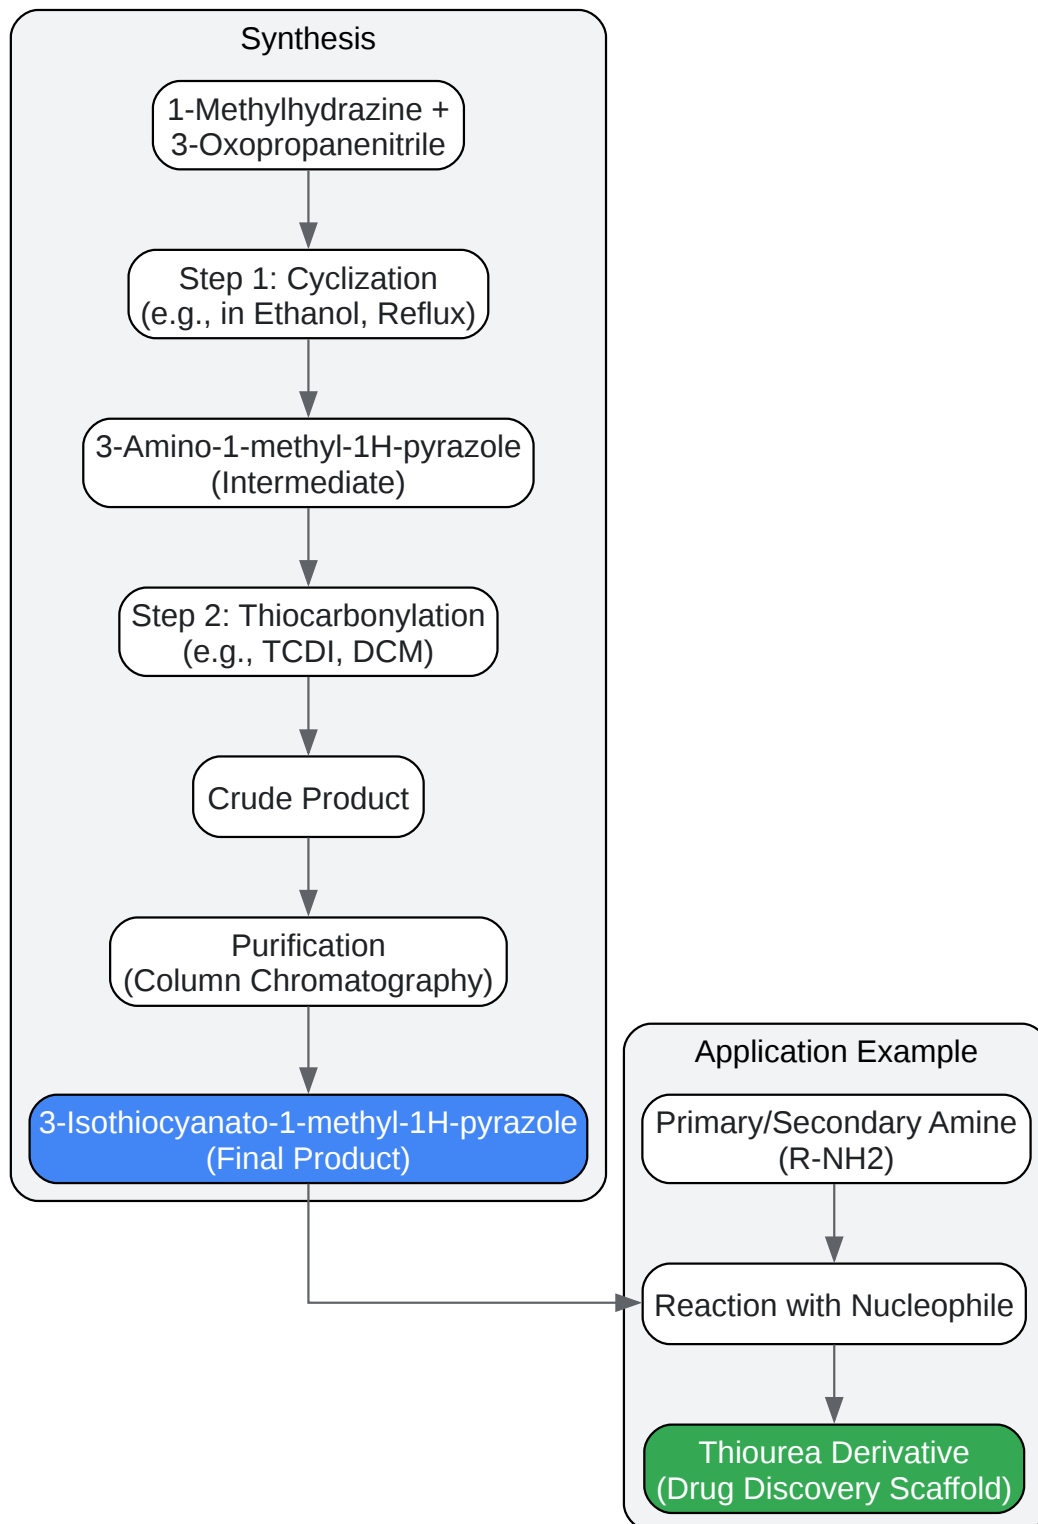 Synthesis
1-Methylhydrazine +
3-Oxopropanenitrile
Step 1: Cyclization
(e.g., in Ethanol, Reflux)
3-Amino-1-methyl-1H-pyrazole
(Intermediate)
Step 2: Thiocarbonylation
(e.g., TCDI, DCM)
Crude Product
Purification
(Column Chromatography)
3-Isothiocyanato-1-methyl-1H-pyrazole
(Final Product)
Application Example
Primary/Secondary Amine
(R-NH2)
Reaction with Nucleophile
Thiourea Derivative
(Drug Discovery Scaffold)